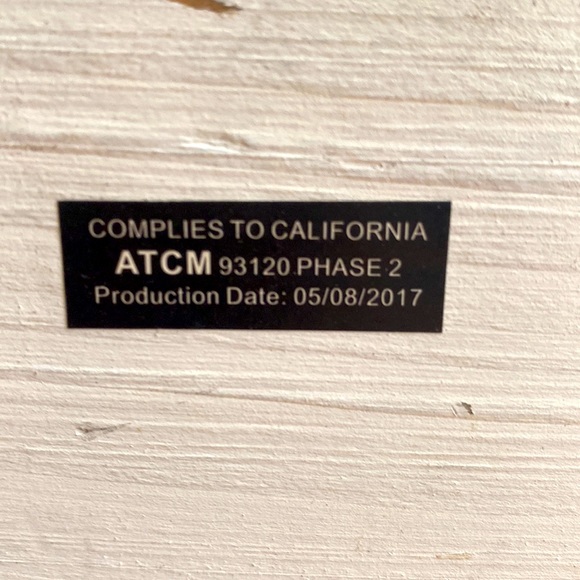 COMPLIES TO CALIFORNIA
ATCM 93120 PHASE 2
Production Date: 05/08/2017